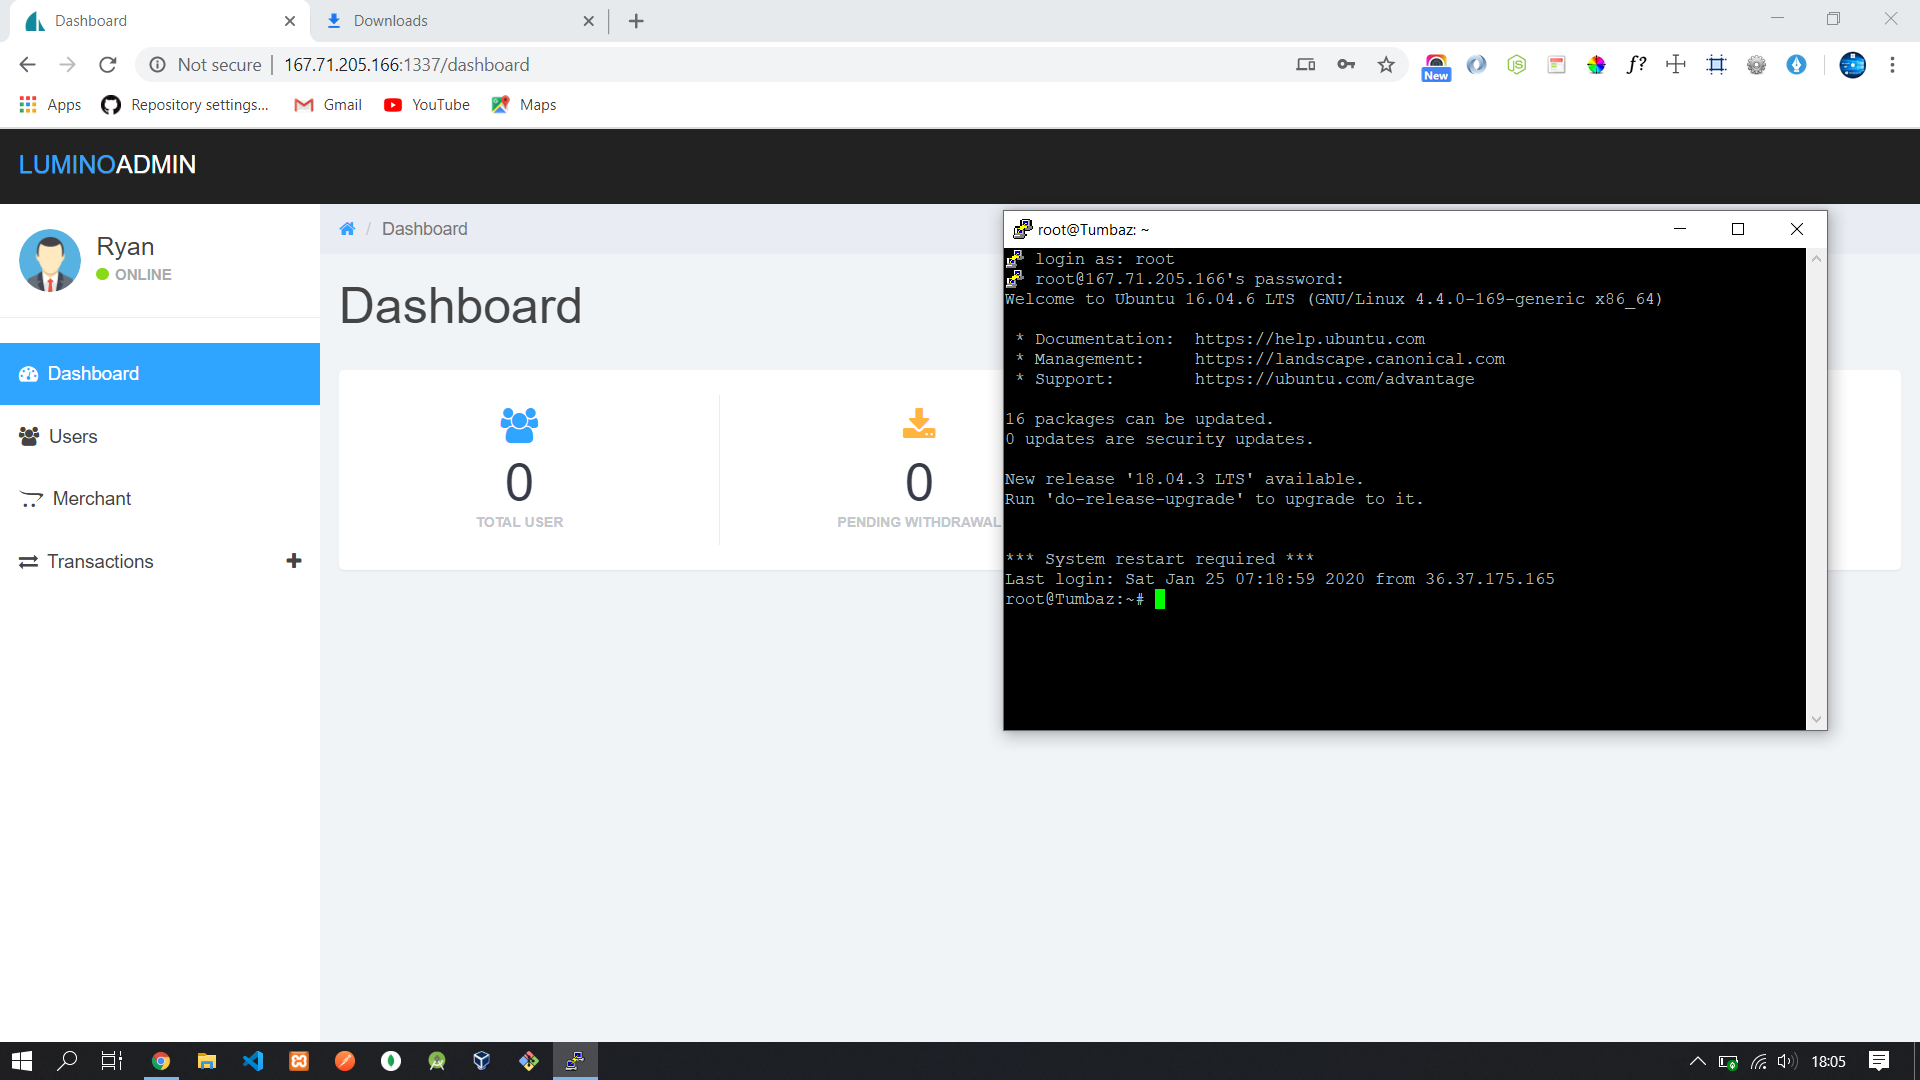 Dashboard
Downloads
Not secure
167.71.205.166:1337/dashboard
New
f?
Apps
Repository settings...
Gmail
YouTube
Maps
LUMINOADMIN
Ryan
ONLINE
Dashboard
Users
Merchant
Transactions
/ Dashboard
Dashboard
0
TOTAL USER
0
PENDING WITHDRAWAL
root@Tumbaz: ~
login as: root
root@167.71.205.166's password:
Welcome to Ubuntu 16.04.6 LTS (GNU/Linux 4.4.0-169-generic x86_64)
* Documentation:  https://help.ubuntu.com
* Management:     https://landscape.canonical.com
* Support:        https://ubuntu.com/advantage
16 packages can be updated.
0 updates are security updates.
New release '18.04.3 LTS' available.
Run 'do-release-upgrade' to upgrade to it.
*** System restart required ***
Last login: Sat Jan 25 07:18:59 2020 from 36.37.175.165
root@Tumbaz:~#
18:05